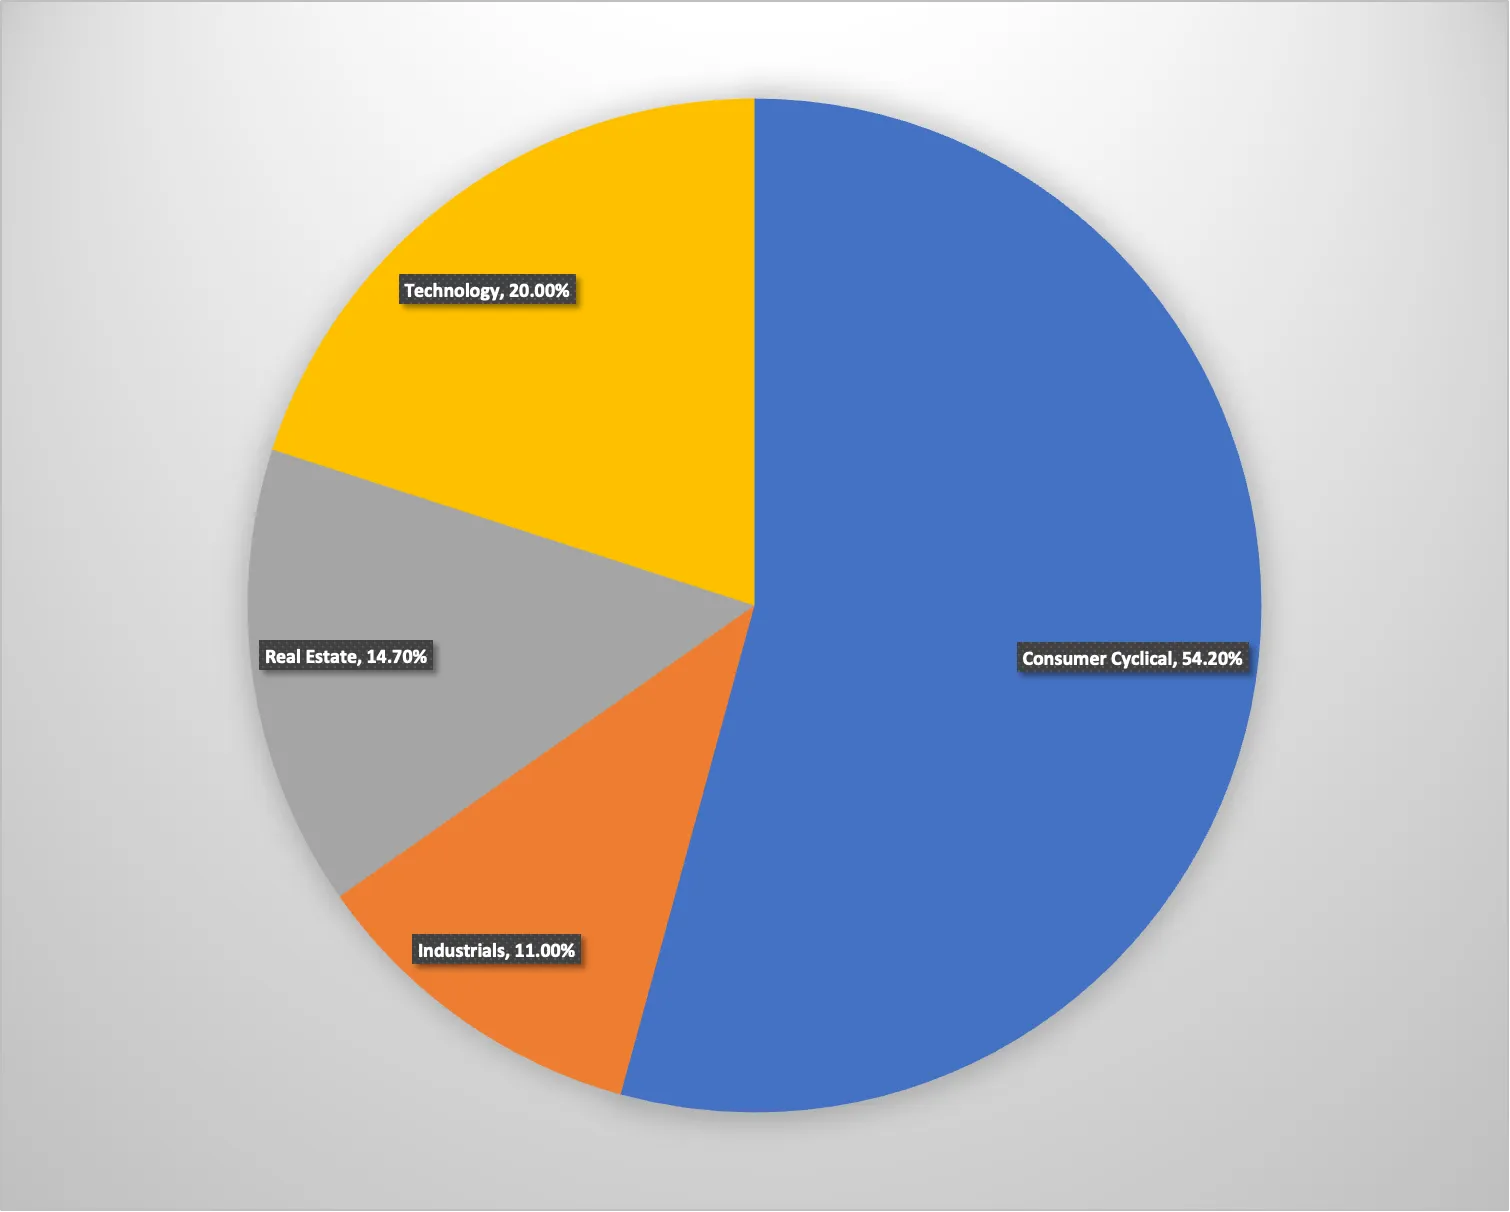 Technology, 20.00%
Real Estate, 14.70%
Consumer Cyclical, 54.20%
Industrials, 11.00%